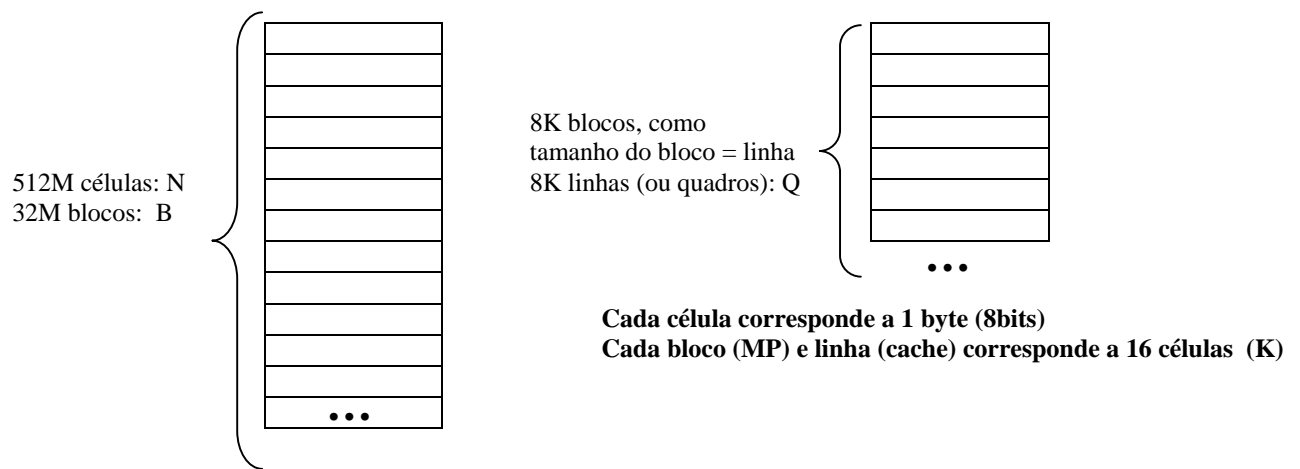 512M células: N
32M blocos: B
8K blocos, como
tamanho do bloco = linha
8K linhas (ou quadros): Q
Cada célula corresponde a 1 byte (8bits)
Cada bloco (MP) e linha (cache) corresponde a 16 células (K)